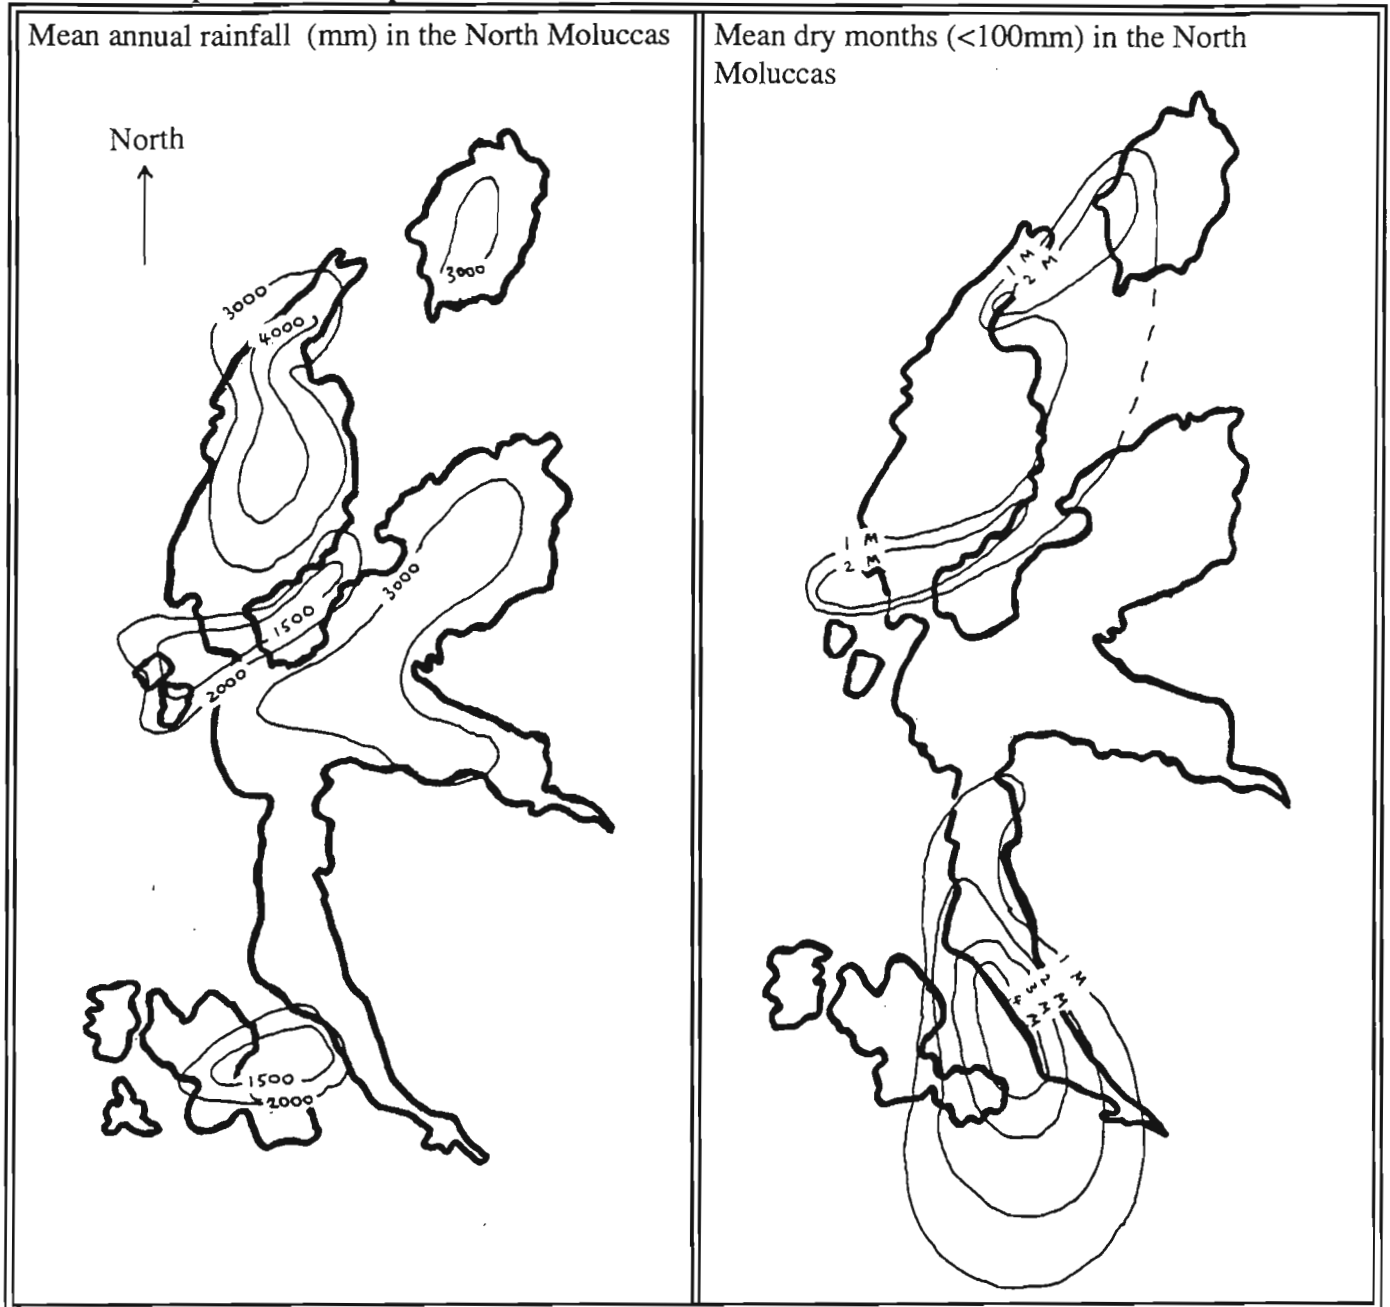 Mean annual rainfall (mm) in the North Moluccas
North
3000
3000
4000
3000
1500
2000
1500
2000
Mean dry months (<100mm) in the North
Moluccas
1 M
2 M
1 M
2 M
1 M
2 M
3 M
4 M